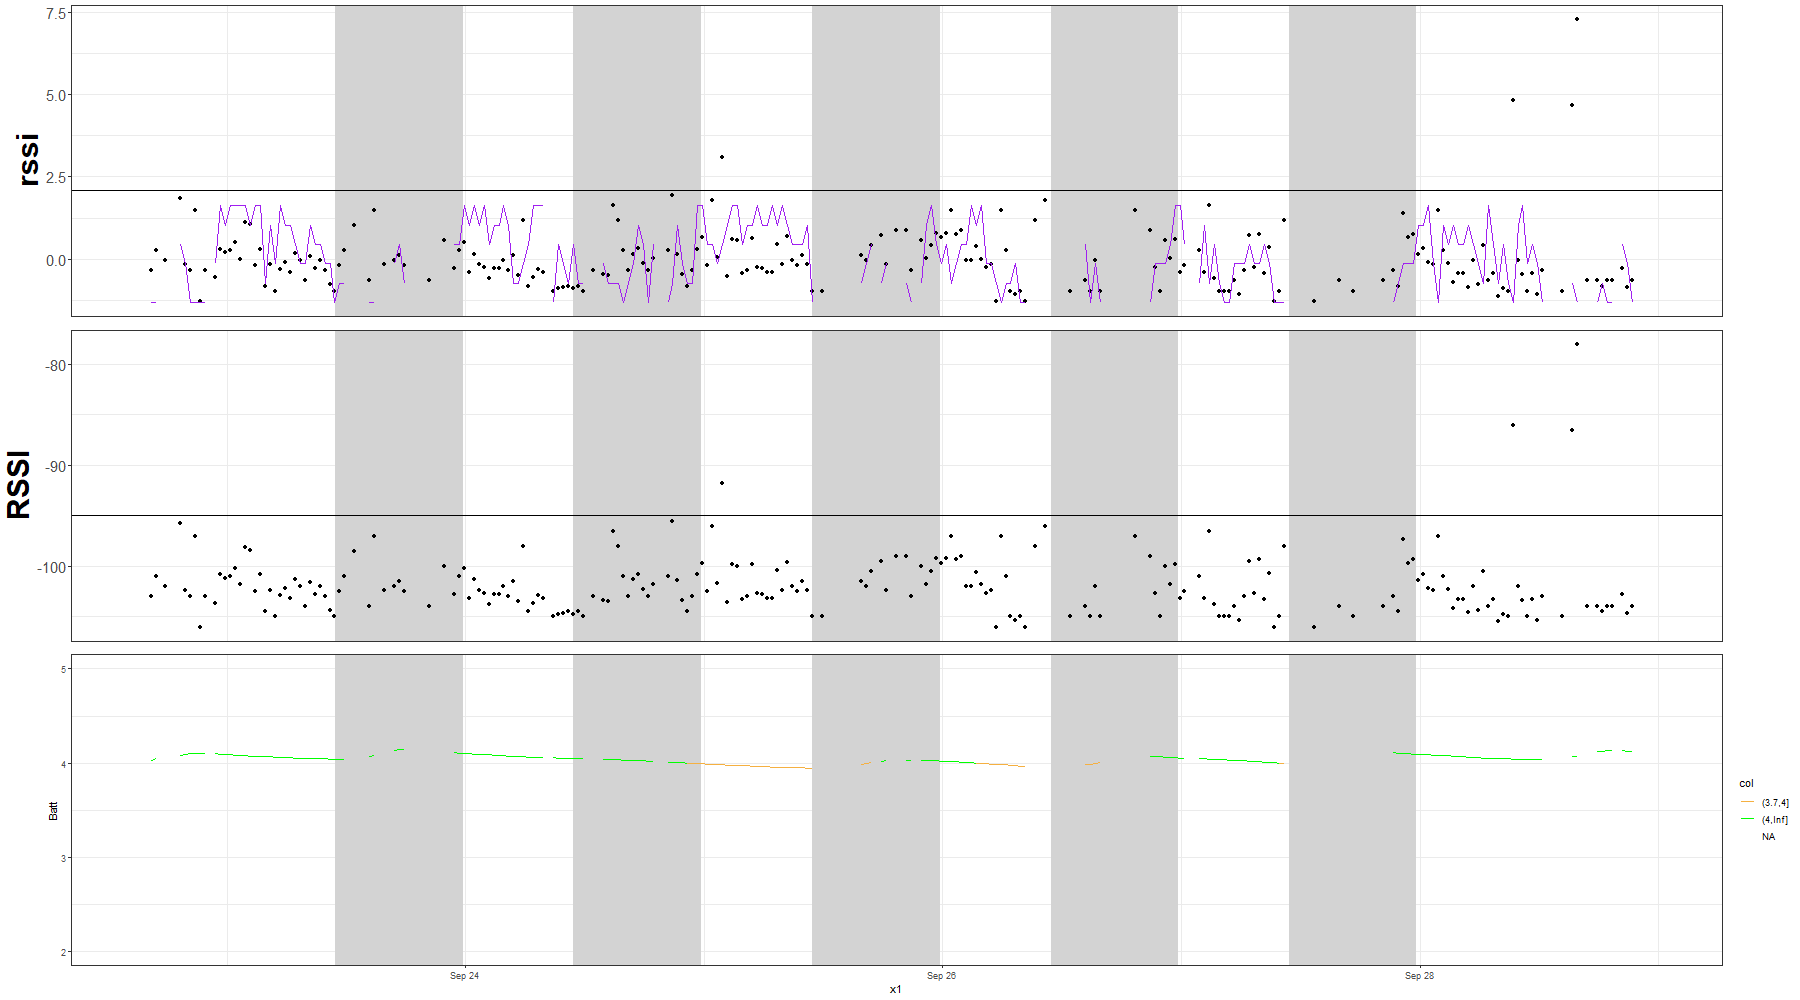 rssi
7.5
5.0
2.5
0.0
RSSI
-80
-90
-100
Batt
5
4
3
2
Sep 24
Sep 26
Sep 28
x1
col
(3.7,4]
(4,Inf]
NA